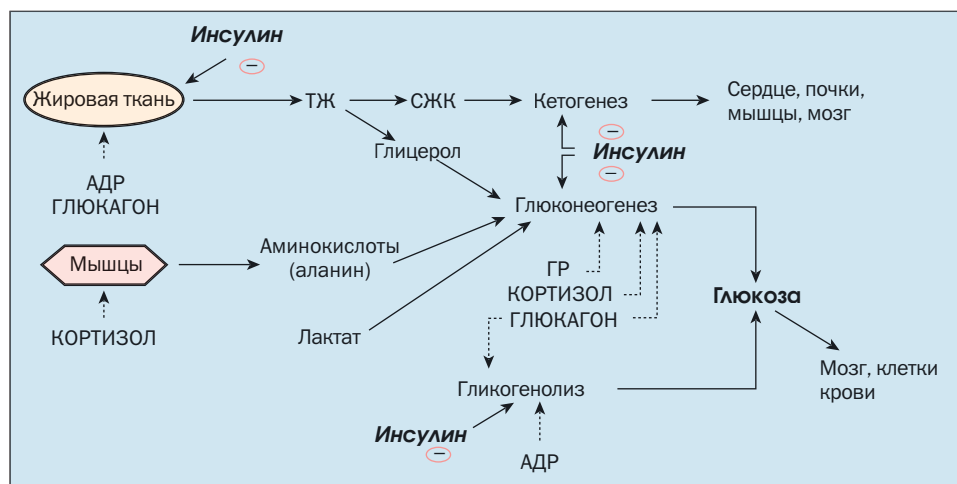 Инсулин
−
Жировая ткань
ТЖ
СЖК
Кетогенез
Сердце, почки,
мышцы, мозг
Глицерол
−
Инсулин
−
АДР
ГЛЮКАГОН
Глюконеогенез
Аминокислоты
(аланин)
Мышцы
ГР
КОРТИЗОЛ
ГЛЮКАГОН
Глюкоза
КОРТИЗОЛ
Лактат
Мозг, клетки
крови
Гликогенолиз
Инсулин
−
АДР